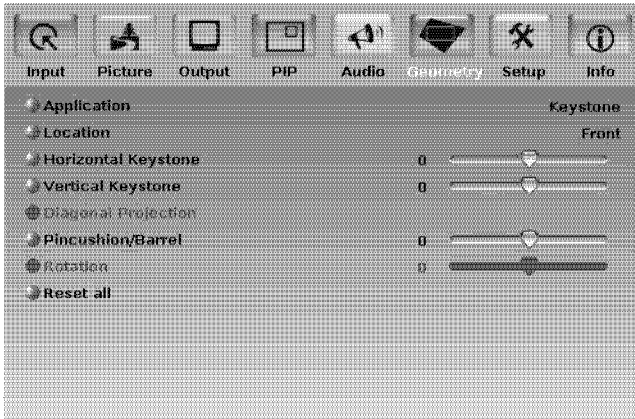 Input Picture Output PIP Audio Geometry Setup Info
Application Keystone
Location Front
Horizontal Keystone 0
Vertical Keystone 0
Diagonal Projection
Pincushion/Barrel 0
Rotation 0
Reset all